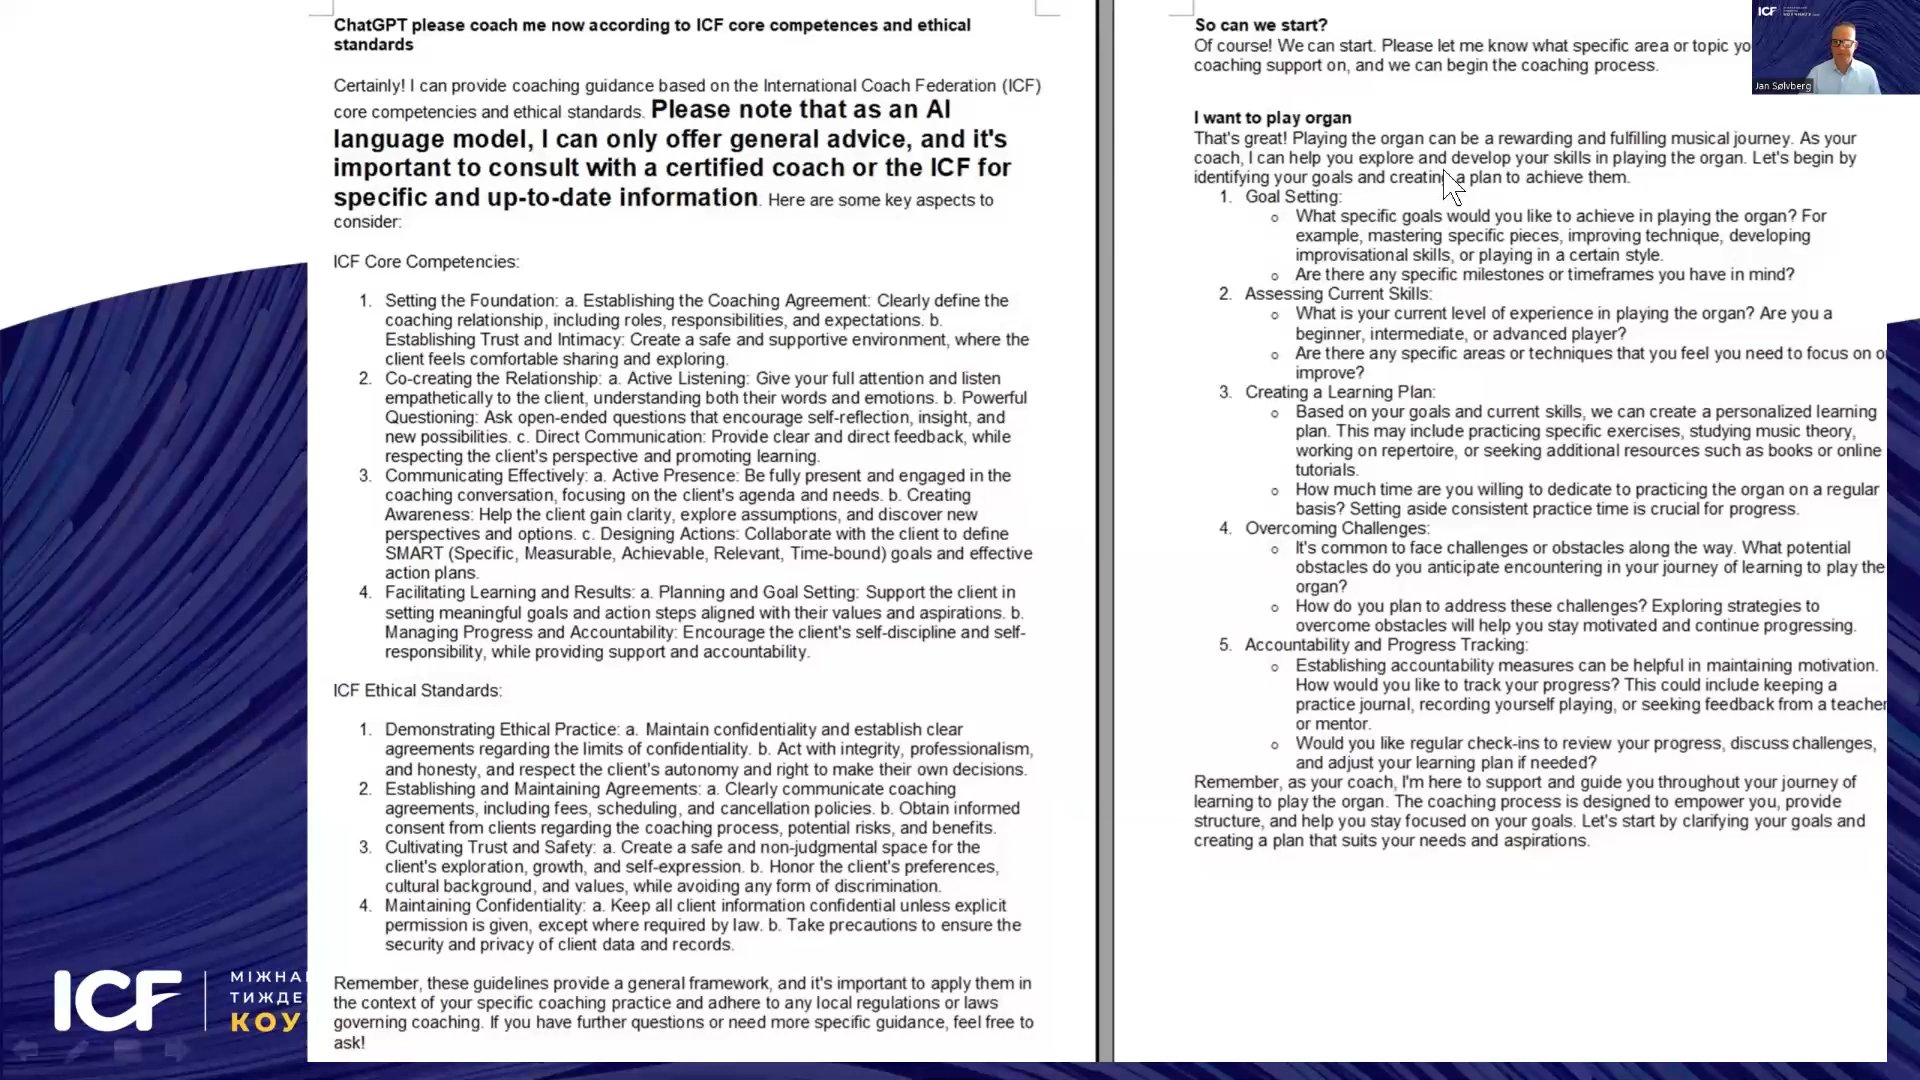 ChatGPT please coach me now according to ICF core competences and ethical
standards
Certainly! I can provide coaching guidance based on the International Coach Federation (ICF)
core competencies and ethical standards. Please note that as an AI
language model, I can only offer general advice, and it's
important to consult with a certified coach or the ICF for
specific and up-to-date information. Here are some key aspects to
consider:
ICF Core Competencies:
1. Setting the Foundation: a. Establishing the Coaching Agreement: Clearly define the
coaching relationship, including roles, responsibilities, and expectations. b.
Establishing Trust and Intimacy: Create a safe and supportive environment, where the
client feels comfortable sharing and exploring.
2. Co-creating the Relationship: a. Active Listening: Give your full attention and listen
empathetically to the client, understanding both their words and emotions. b. Powerful
Questioning: Ask open-ended questions that encourage self-reflection, insight, and
new possibilities. c. Direct Communication: Provide clear and direct feedback, while
respecting the client's perspective and promoting learning.
3. Communicating Effectively: a. Active Presence: Be fully present and engaged in the
coaching conversation, focusing on the client's agenda and needs. b. Creating
Awareness: Help the client gain clarity, explore assumptions, and discover new
perspectives and options. c. Designing Actions: Collaborate with the client to define
SMART (Specific, Measurable, Achievable, Relevant, Time-bound) goals and effective
action plans.
4. Facilitating Learning and Results: a. Planning and Goal Setting: Support the client in
setting meaningful goals and action steps aligned with their values and aspirations. b.
Managing Progress and Accountability: Encourage the client's self-discipline and self-
responsibility, while providing support and accountability.
ICF Ethical Standards:
1. Demonstrating Ethical Practice: a. Maintain confidentiality and establish clear
agreements regarding the limits of confidentiality. b. Act with integrity, professionalism,
and honesty, and respect the client's autonomy and right to make their own decisions.
2. Establishing and Maintaining Agreements: a. Clearly communicate coaching
agreements, including fees, scheduling, and cancellation policies. b. Obtain informed
consent from clients regarding the coaching process, potential risks, and benefits.
3. Cultivating Trust and Safety: a. Create a safe and non-judgmental space for the
client's exploration, growth, and self-expression. b. Honor the client's preferences,
cultural background, and values, while avoiding any form of discrimination.
4. Maintaining Confidentiality: a. Keep all client information confidential unless explicit
permission is given, except where required by law. b. Take precautions to ensure the
security and privacy of client data and records.
Remember, these guidelines provide a general framework, and it's important to apply them in
the context of your specific coaching practice and adhere to any local regulations or laws
governing coaching. If you have further questions or need more specific guidance, feel free to
ask!
So can we start?
Of course! We can start. Please let me know what specific area or topic yo
coaching support on, and we can begin the coaching process.
I want to play organ
That's great! Playing the organ can be a rewarding and fulfilling musical journey. As your
coach, I can help you explore and develop your skills in playing the organ. Let's begin by
identifying your goals and creating a plan to achieve them.
1. Goal Setting:
o What specific goals would you like to achieve in playing the organ? For
example, mastering specific pieces, improving technique, developing
improvisational skills, or playing in a certain style.
o Are there any specific milestones or timeframes you have in mind?
2. Assessing Current Skills:
o What is your current level of experience in playing the organ? Are you a
beginner, intermediate, or advanced player?
o Are there any specific areas or techniques that you feel you need to focus on o
improve?
3. Creating a Learning Plan:
o Based on your goals and current skills, we can create a personalized learning
plan. This may include practicing specific exercises, studying music theory,
working on repertoire, or seeking additional resources such as books or online
tutorials.
o How much time are you willing to dedicate to practicing the organ on a regular
basis? Setting aside consistent practice time is crucial for progress.
4. Overcoming Challenges:
o It's common to face challenges or obstacles along the way. What potential
obstacles do you anticipate encountering in your journey of learning to play the
organ?
o How do you plan to address these challenges? Exploring strategies to
overcome obstacles will help you stay motivated and continue progressing.
5. Accountability and Progress Tracking:
o Establishing accountability measures can be helpful in maintaining motivation.
How would you like to track your progress? This could include keeping a
practice journal, recording yourself playing, or seeking feedback from a teacher
or mentor.
o Would you like regular check-ins to review your progress, discuss challenges,
and adjust your learning plan if needed?
Remember, as your coach, I'm here to support and guide you throughout your journey of
learning to play the organ. The coaching process is designed to empower you, provide
structure, and help you stay focused on your goals. Let's start by clarifying your goals and
creating a plan that suits your needs and aspirations.
ICF
Jan Sølvberg
ICF
МІЖНА
ТИЖДЕ
КОУ